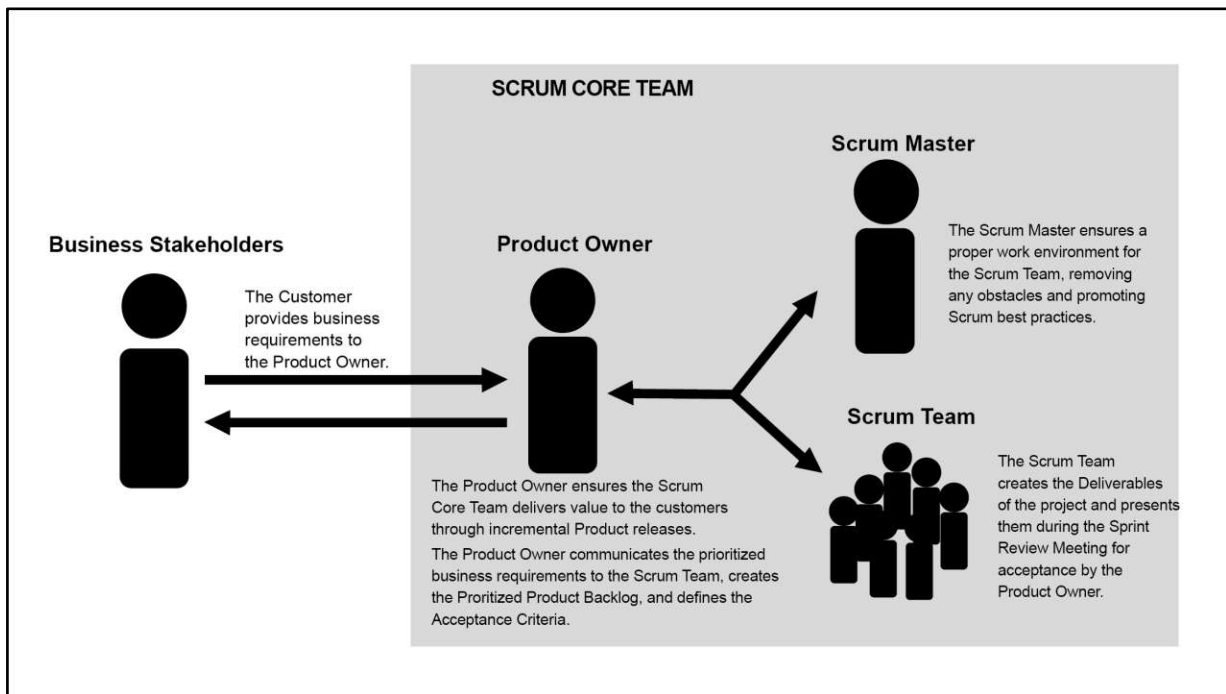 SCRUM CORE TEAM
Scrum Master
The Scrum Master ensures a
proper work environment for
the Scrum Team, removing
any obstacles and promoting
Scrum best practices.
Business Stakeholders
The Customer
provides business
requirements to
the Product Owner.
Product Owner
The Product Owner ensures the Scrum
Core Team delivers value to the customers
through incremental Product releases.
The Product Owner communicates the prioritized
business requirements to the Scrum Team, creates
the Prioritized Product Backlog, and defines the
Acceptance Criteria.
Scrum Team
The Scrum Team
creates the Deliverables
of the project and presents
them during the Sprint
Review Meeting for
acceptance by the
Product Owner.